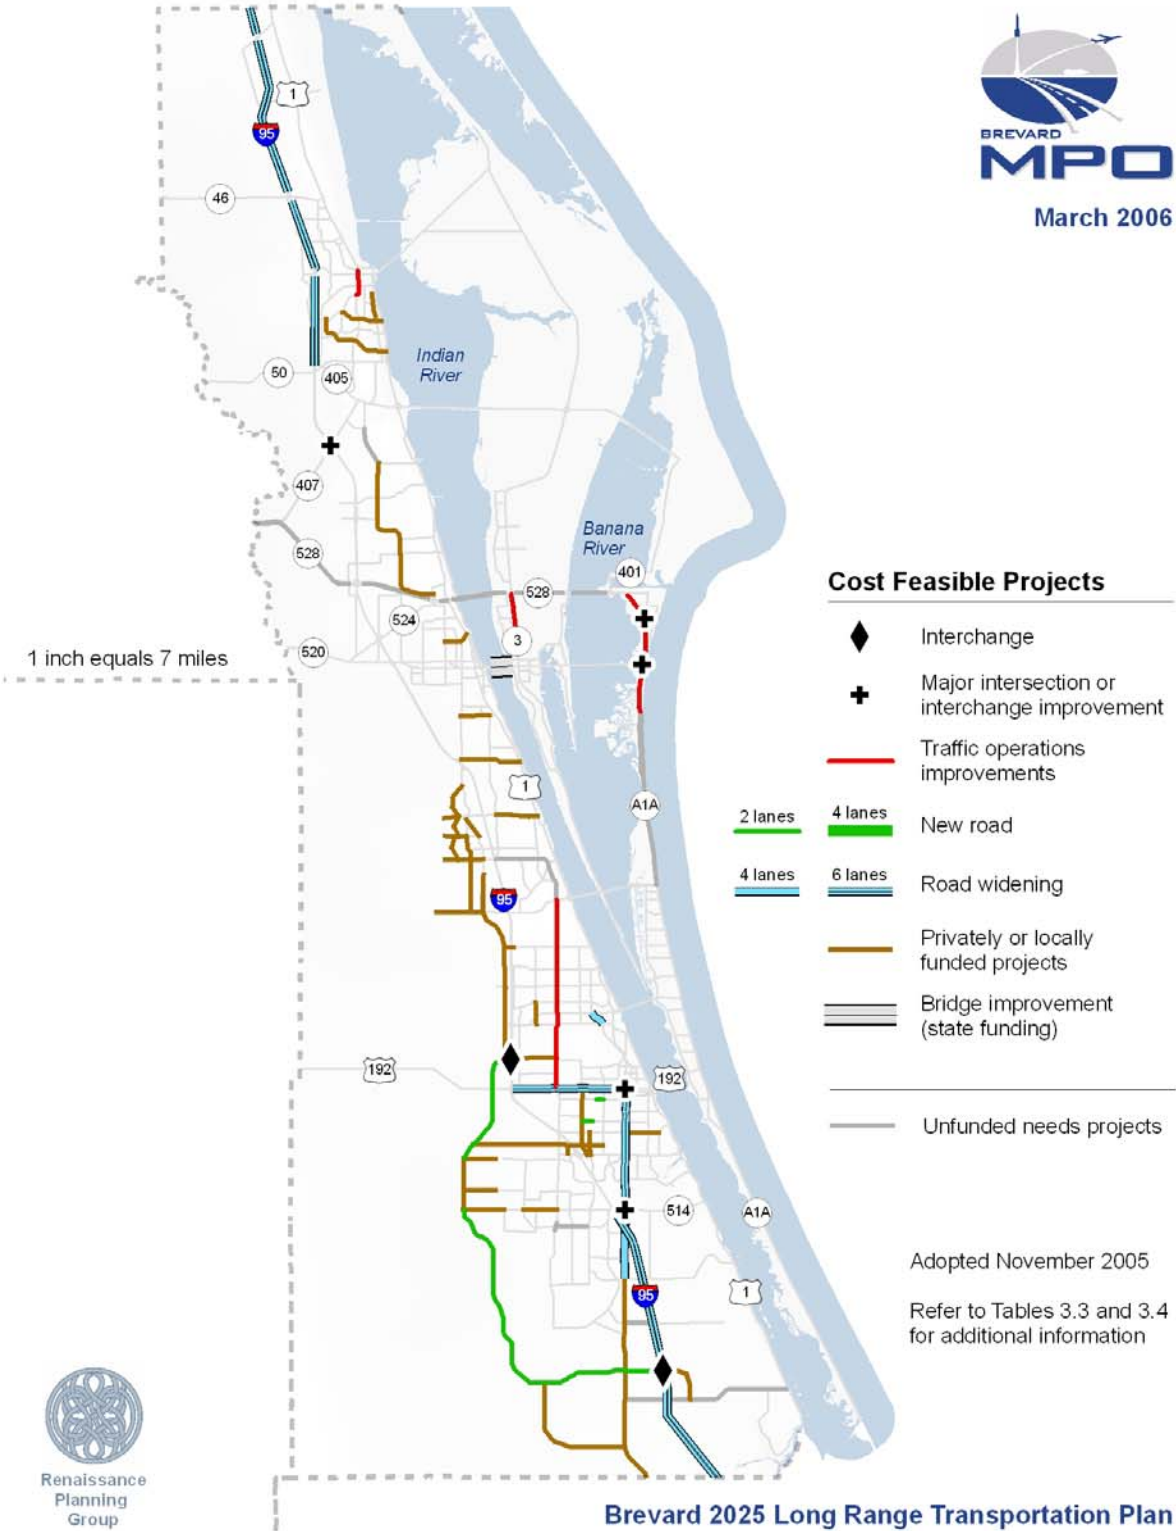 BREVARD
MPO
March 2006
1
95
46
Indian
River
50
405
407
Banana
River
528
401
528
524
3
520
1 inch equals 7 miles
1
A1A
95
192
192
514
A1A
95
1
Cost Feasible Projects
Interchange
Major intersection or
interchange improvement
Traffic operations
improvements
2 lanes
4 lanes
New road
4 lanes
6 lanes
Road widening
Privately or locally
funded projects
Bridge improvement
(state funding)
Unfunded needs projects
Adopted November 2005
Refer to Tables 3.3 and 3.4
for additional information
Renaissance
Planning
Group
Brevard 2025 Long Range Transportation Plan